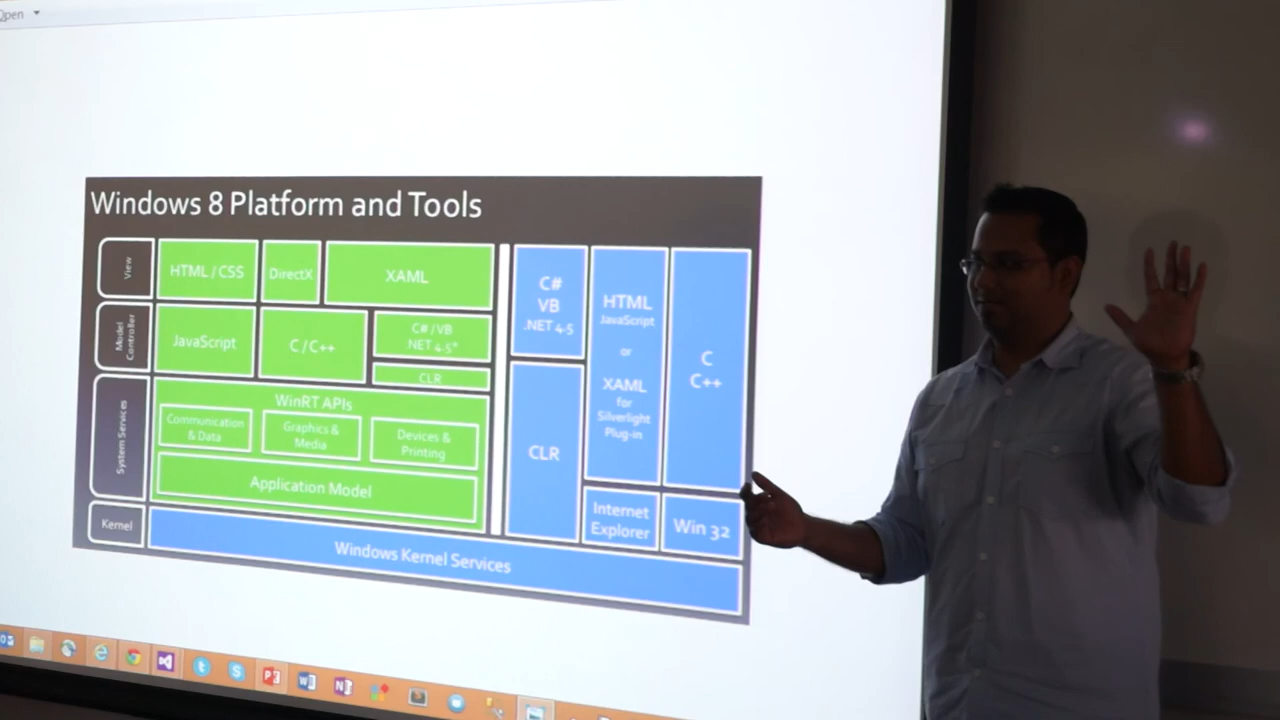 Open
Windows 8 Platform and Tools
View
HTML / CSS
DirectX
XAML
C#
VB
.NET 4.5
HTML
JavaScript
or
XAML
for
Silverlight
Plug-in
C
C++
Model
Controller
JavaScript
C / C++
C# / VB
.NET 4.5*
CLR
System Services
WinRT APIs
Communication
& Data
Graphics &
Media
Devices &
Printing
Application Model
CLR
Internet
Explorer
Win 32
Kernel
Windows Kernel Services